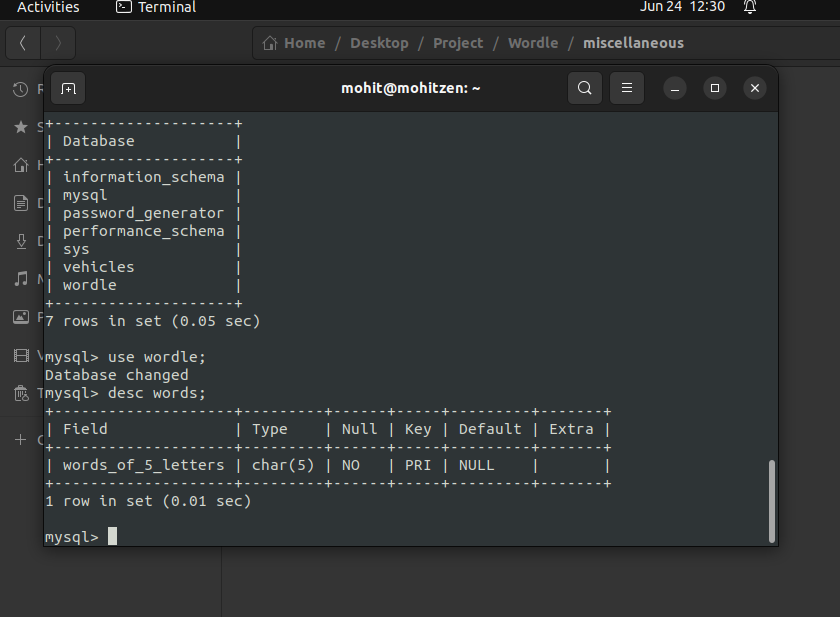 Activities Terminal Jun 24 12:30
Home / Desktop / Project / Wordle / miscellaneous
mohit@mohitzen: ~
+--------------------+
| Database           |
+--------------------+
| information_schema |
| mysql              |
| password_generator |
| performance_schema |
| sys                |
| vehicles           |
| wordle             |
+--------------------+
7 rows in set (0.05 sec)
mysql> use wordle;
Database changed
mysql> desc words;
+--------------------+---------+------+-----+---------+-------+
| Field              | Type    | Null | Key | Default | Extra |
+--------------------+---------+------+-----+---------+-------+
| words_of_5_letters | char(5) | NO   | PRI | NULL    |       |
+--------------------+---------+------+-----+---------+-------+
1 row in set (0.01 sec)
mysql>